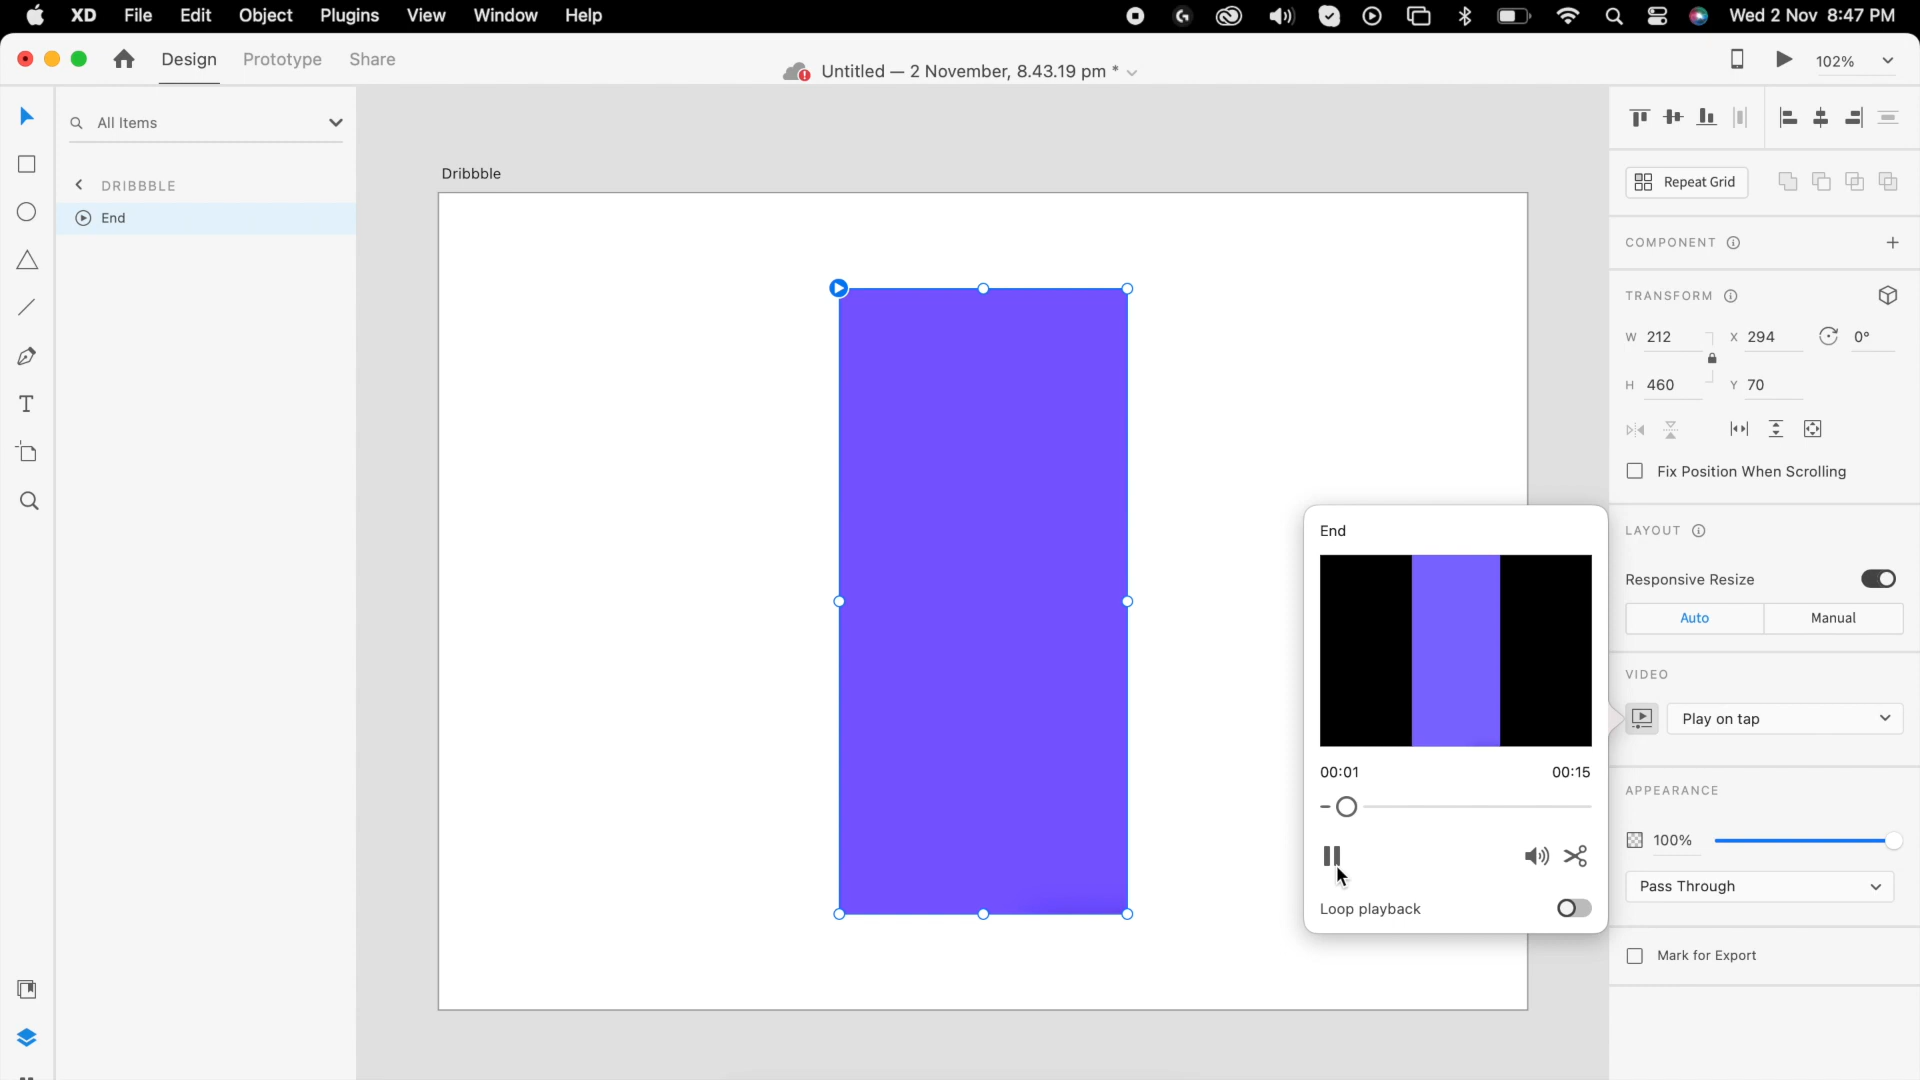 XD File Edit Object Plugins View Window Help Wed 2 Nov 8:47 PM
Design Prototype Share
Untitled — 2 November, 8.43.19 pm *
102%
All Items
DRIBBBLE
End
Dribbble
Repeat Grid
COMPONENT
TRANSFORM
W 212 X 294 0°
H 460 Y 70
Fix Position When Scrolling
LAYOUT
Responsive Resize
Auto Manual
VIDEO
Play on tap
APPEARANCE
100%
Pass Through
Mark for Export
End
00:01 00:15
Loop playback